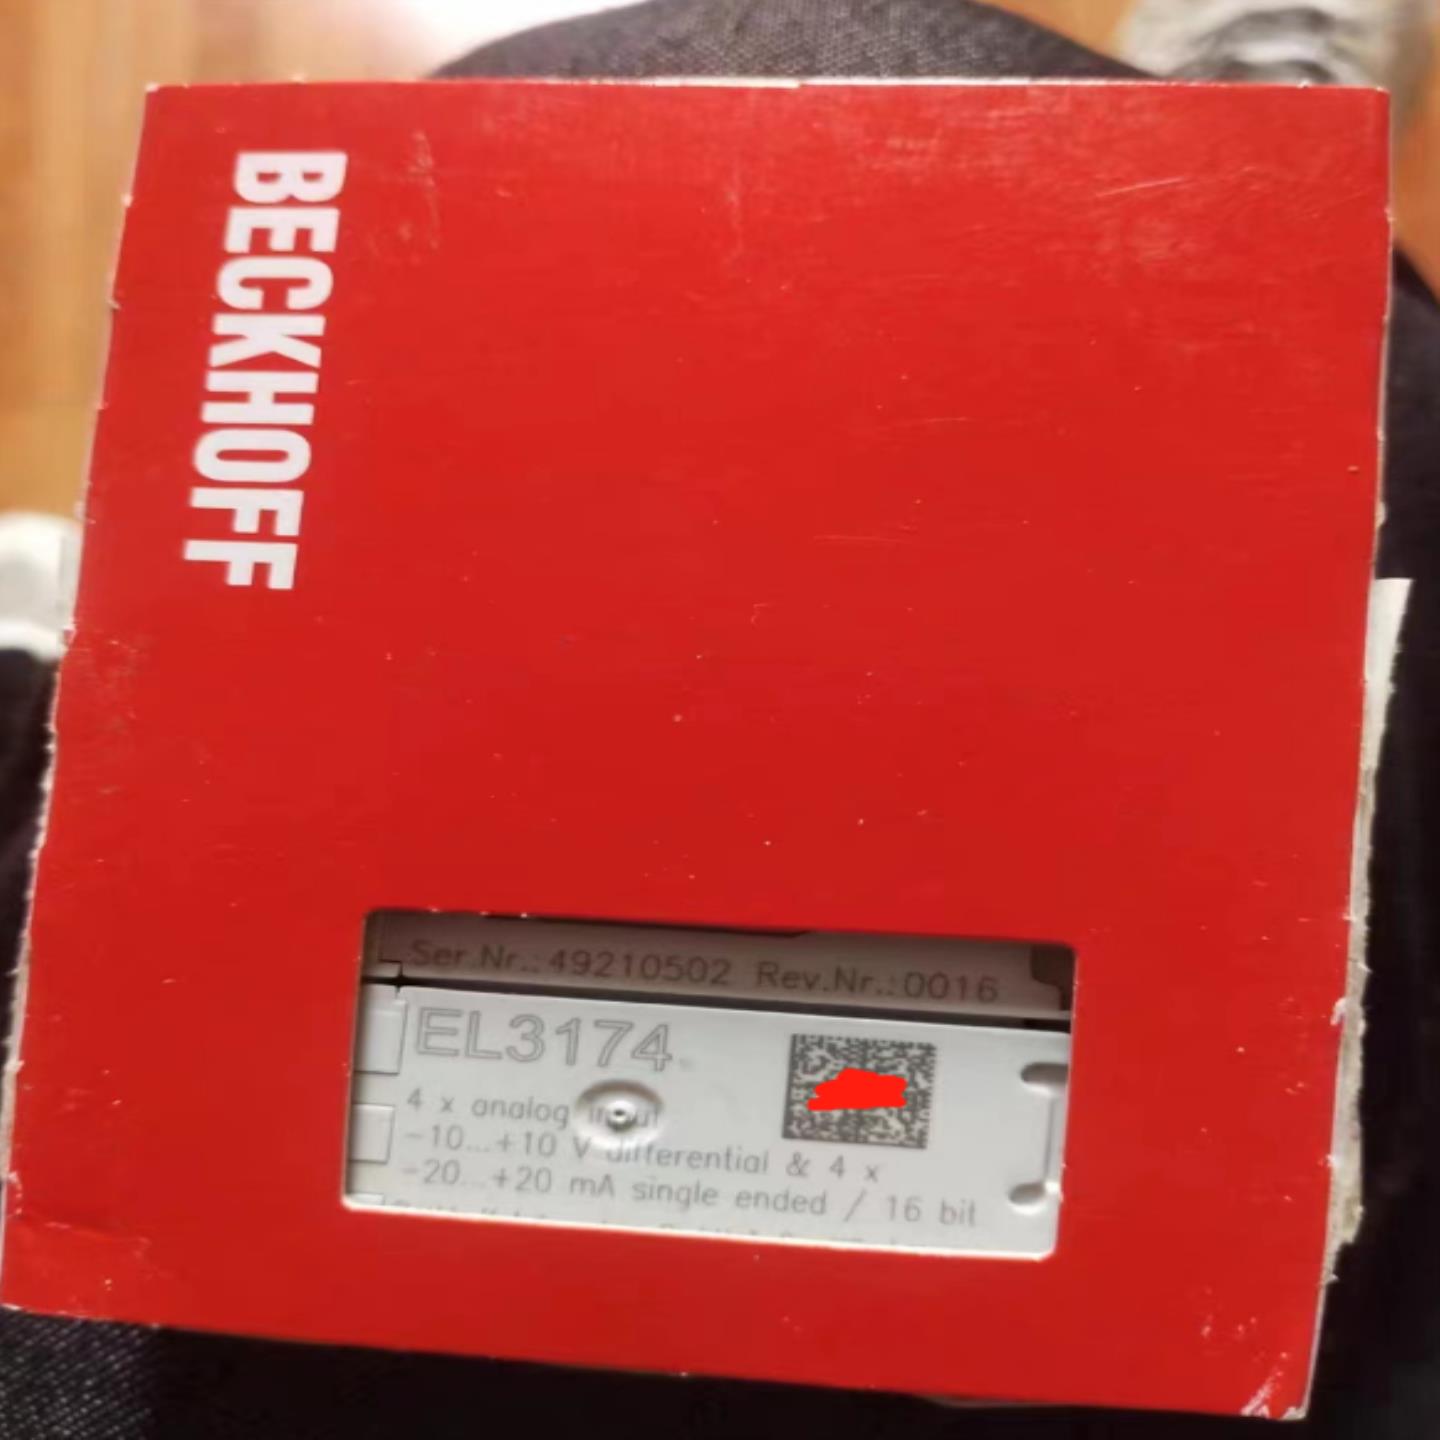 BECKHOFF
Ser.Nr.: 49210502 Rev.Nr.:0016
EL3174
4 x analog input
-10...+10 V differential & 4 x
-20...+20 mA single ended / 16 bit